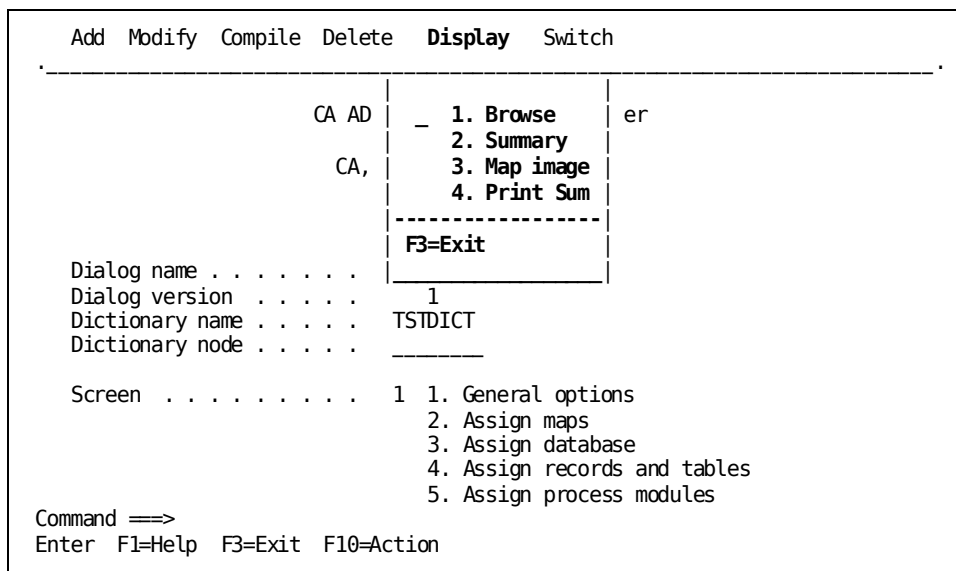 Add Modify Compile Delete Display Switch
CA AD _ 1. Browse er
2. Summary
CA, 3. Map image
4. Print Sum
F3=Exit
Dialog name . . . . . . .
Dialog version . . . . . 1
Dictionary name . . . . . TSTDICT
Dictionary node . . . . . ________
Screen . . . . . . . . . 1 1. General options
2. Assign maps
3. Assign database
4. Assign records and tables
5. Assign process modules
Command ===>
Enter F1=Help F3=Exit F10=Action